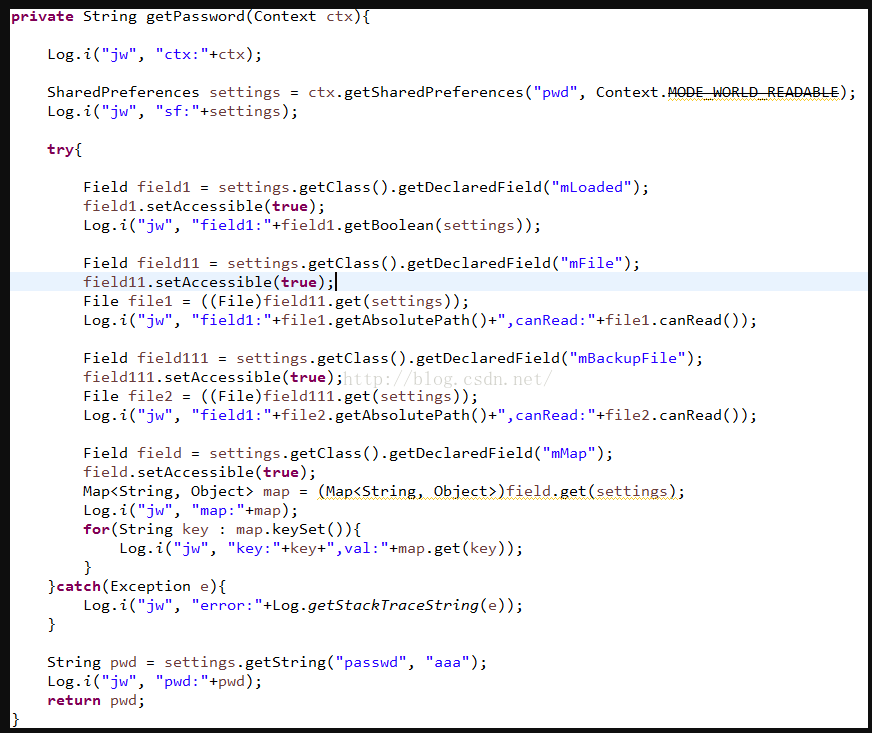 private String getPassword(Context ctx){
Log.i("jw", "ctx:"+ctx);
SharedPreferences settings = ctx.getSharedPreferences("pwd", Context.MODE_WORLD_READABLE);
Log.i("jw", "sf:"+settings);
try{
Field field1 = settings.getClass().getDeclaredField("mLoaded");
field1.setAccessible(true);
Log.i("jw", "field1:"+field1.getBoolean(settings));
Field field11 = settings.getClass().getDeclaredField("mFile");
field11.setAccessible(true);
File file1 = ((File)field11.get(settings));
Log.i("jw", "field1:"+file1.getAbsolutePath()+",canRead:"+file1.canRead());
Field field111 = settings.getClass().getDeclaredField("mBackupFile");
field111.setAccessible(true);
http://blog.csdn.net/
File file2 = ((File)field111.get(settings));
Log.i("jw", "field1:"+file2.getAbsolutePath()+",canRead:"+file2.canRead());
Field field = settings.getClass().getDeclaredField("mMap");
field.setAccessible(true);
Map<String, Object> map = (Map<String, Object>)field.get(settings);
Log.i("jw", "map:"+map);
for(String key : map.keySet()){
Log.i("jw", "key:"+key+",val:"+map.get(key));
}
}catch(Exception e){
Log.i("jw", "error:"+Log.getStackTraceString(e));
}
String pwd = settings.getString("passwd", "aaa");
Log.i("jw", "pwd:"+pwd);
return pwd;
}